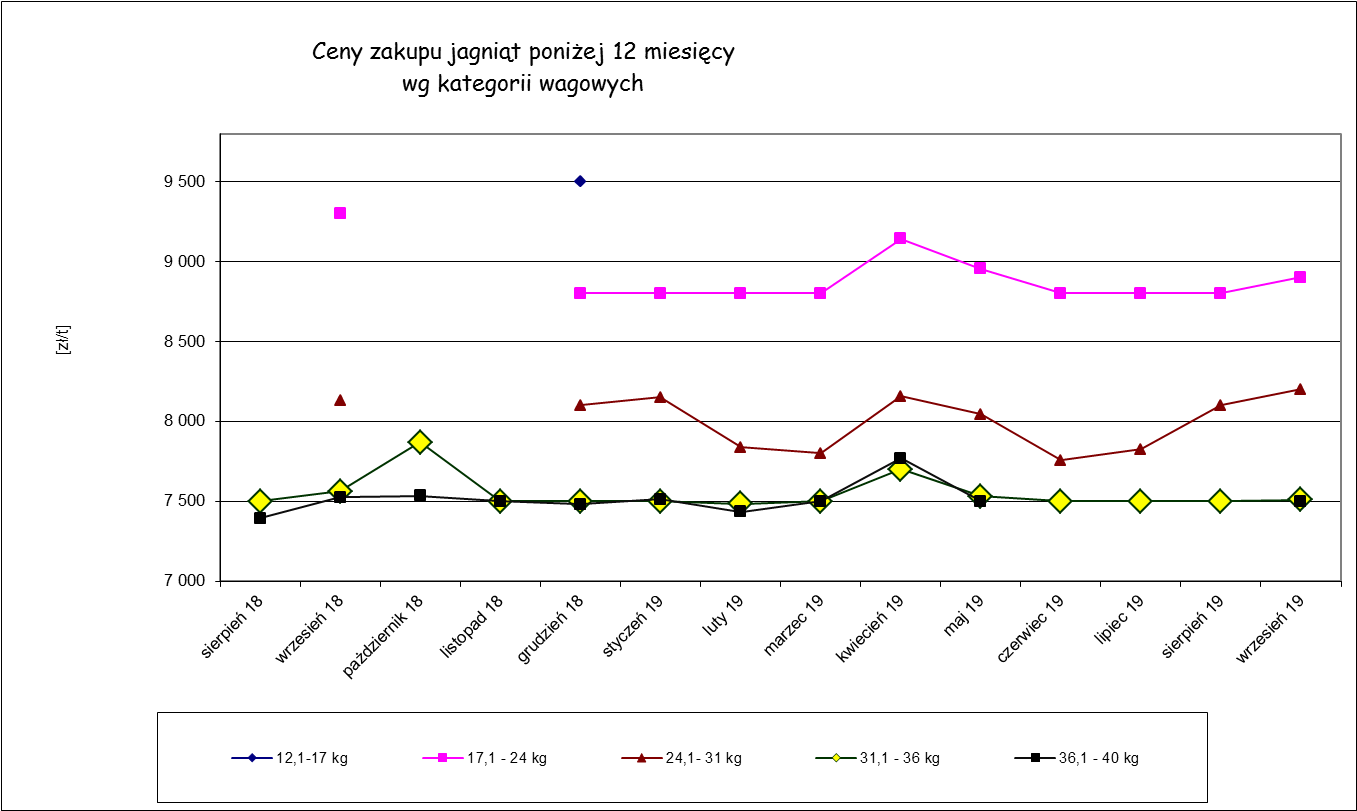 Ceny zakupu jagniąt poniżej 12 miesięcy
wg kategorii wagowych
[zł/t]
9 500
9 000
8 500
8 000
7 500
7 000
sierpień 18
wrzesień 18
październik 18
listopad 18
grudzień 18
styczeń 19
luty 19
marzec 19
kwiecień 19
maj 19
czerwiec 19
lipiec 19
sierpień 19
wrzesień 19
12,1-17 kg
17,1 - 24 kg
24,1- 31 kg
31,1 - 36 kg
36,1 - 40 kg